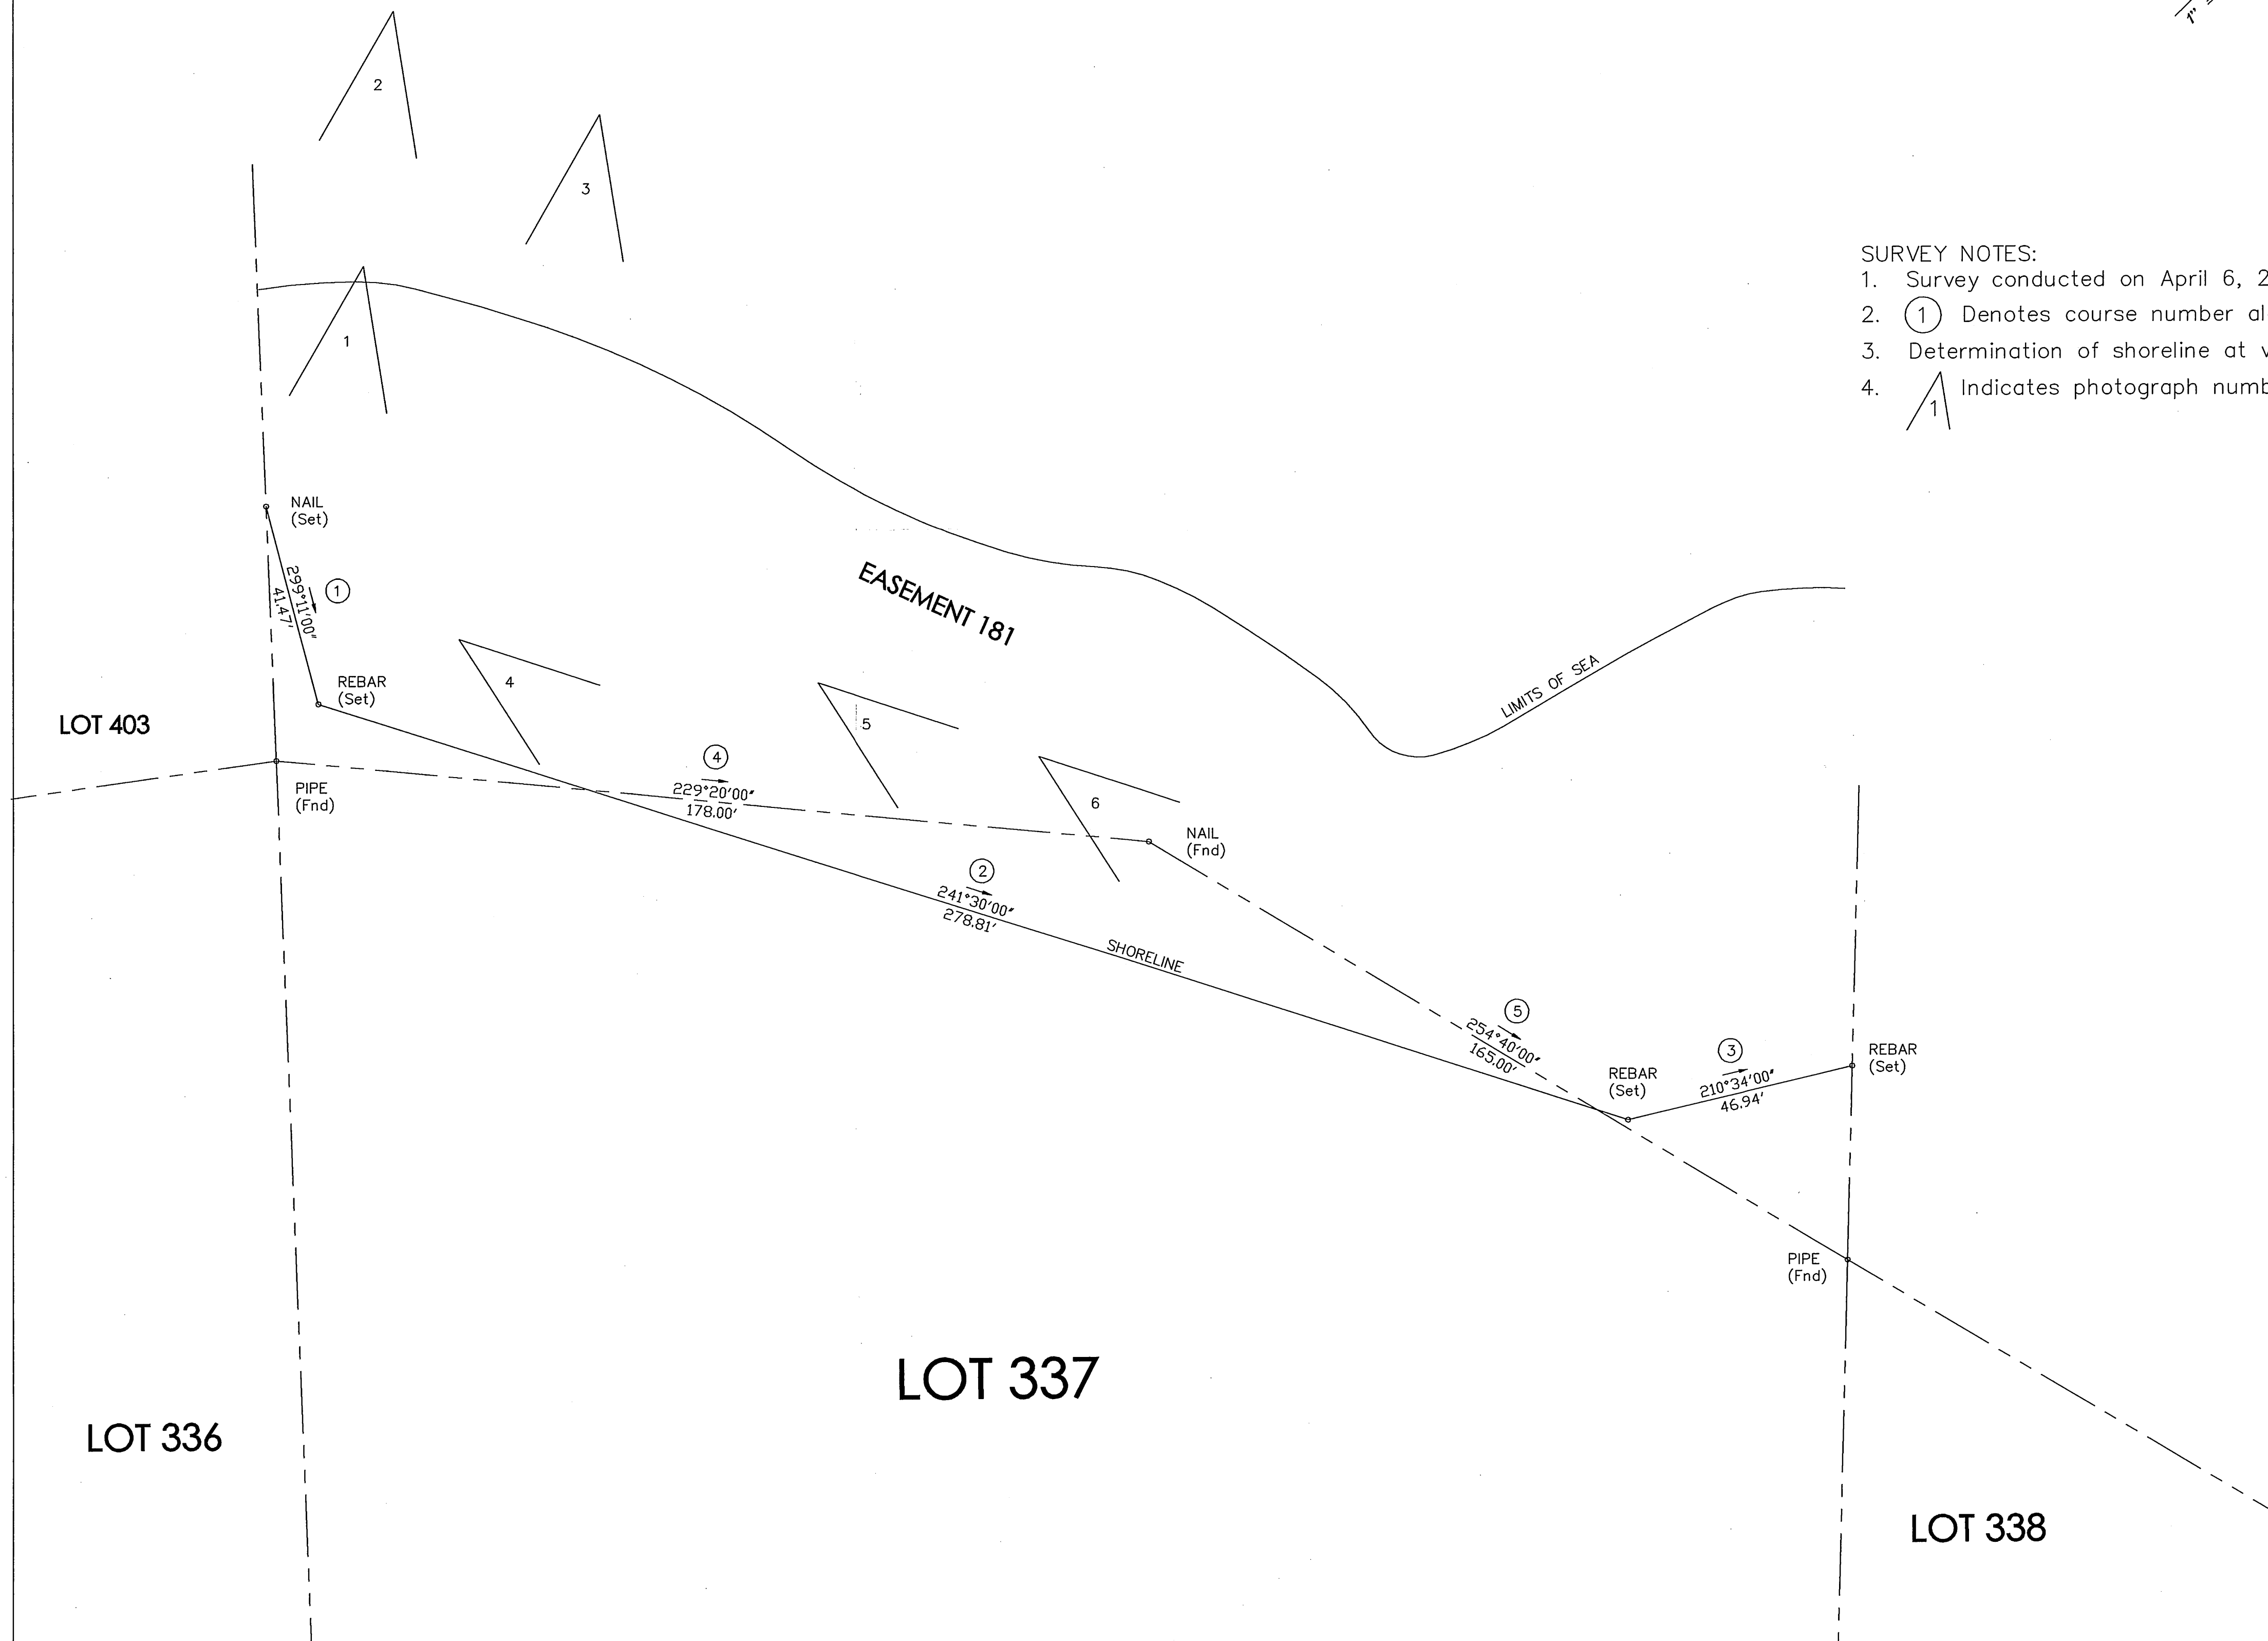 1"
2
3
1
SURVEY NOTES:
1. Survey conducted on April 6, 2
2. 1 Denotes course number al
3. Determination of shoreline at v
4. 1 Indicates photograph numb
NAIL
(Set)
1
299°11'00"
41.47'
REBAR
(Set)
LOT 403
PIPE
(Fnd)
EASEMENT 181
LIMITS OF SEA
4
5
6
4
229°20'00"
178.00'
NAIL
(Fnd)
2
241°30'00"
278.81'
SHORELINE
5
254°40'00"
165.00'
REBAR
(Set)
3
210°34'00"
46.94'
REBAR
(Set)
PIPE
(Fnd)
LOT 337
LOT 336
LOT 338